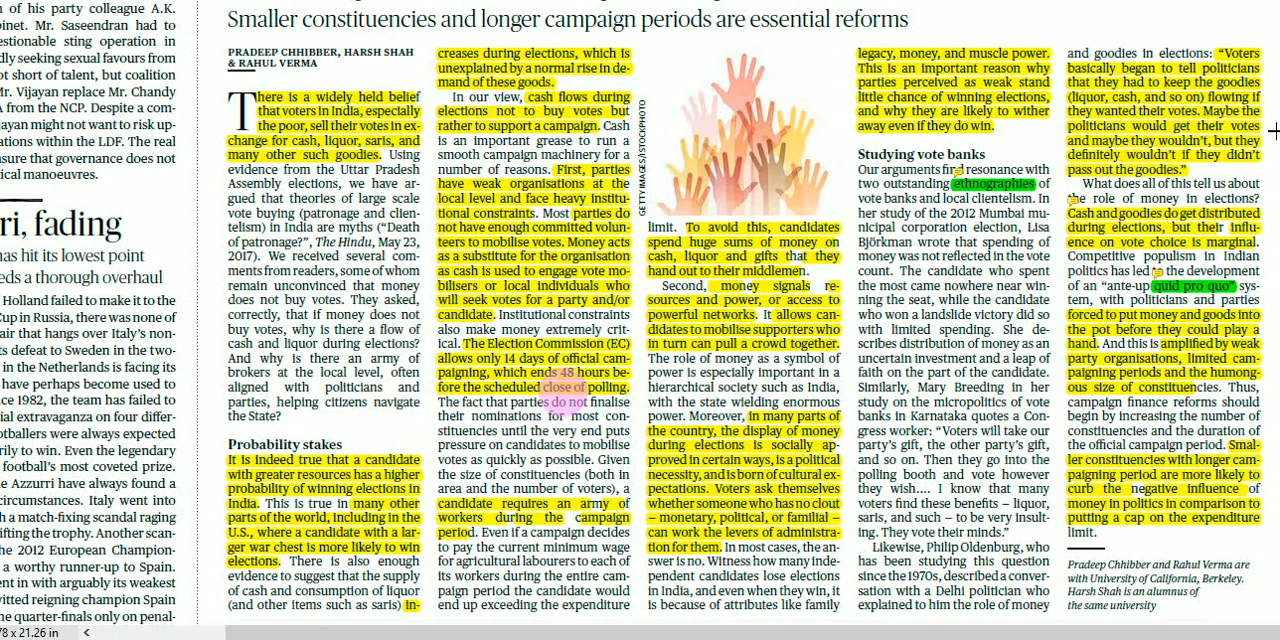 n of his party colleague A.K.
binet. Mr. Saseendran had to
estionable sting operation in
dly seeking sexual favours from
ot short of talent, but coalition
Mr. Vijayan replace Mr. Chandy
A from the NCP. Despite a com-
jayan might not want to risk up-
ations within the LDF. The real
nsure that governance does not
tical manoeuvres.
ri, fading
has hit its lowest point
eeds a thorough overhaul
Holland failed to make it to the
Cup in Russia, there was none of
air that hangs over Italy's non-
ts defeat to Sweden in the two-
in the Netherlands is facing its
have perhaps become used to
ce 1982, the team has failed to
ial extravaganza on four differ-
otballers were always expected
rily to win. Even the legendary
football's most coveted prize.
e Azzurri have always found a
circumstances. Italy went into
h a match-fixing scandal raging
ifting the trophy. Another scan-
he 2012 European Champion-
a worthy runner-up to Spain.
ent in with arguably its weakest
witted reigning champion Spain
he quarter-finals only on penal-
78 x 21.26 in
Smaller constituencies and longer campaign periods are essential reforms
PRADEEP CHHIBBER, HARSH SHAH
& RAHUL VERMA
There is a widely held belief
that voters in India, especially
the poor, sell their votes in ex-
change for cash, liquor, saris, and
many other such goodies. Using
evidence from the Uttar Pradesh
Assembly elections, we have ar-
gued that theories of large scale
vote buying (patronage and clien-
telism) in India are myths ("Death
of patronage?", The Hindu, May 23,
2017). We received several com-
ments from readers, some of whom
remain unconvinced that money
does not buy votes. They asked,
correctly, that if money does not
buy votes, why is there a flow of
cash and liquor during elections?
And why is there an army of
brokers at the local level, often
aligned with politicians and
parties, helping citizens navigate
the State?
Probability stakes
It is indeed true that a candidate
with greater resources has a higher
probability of winning elections in
India. This is true in many other
parts of the world, including in the
U.S., where a candidate with a lar-
ger war chest is more likely to win
elections. There is also enough
evidence to suggest that the supply
of cash and consumption of liquor
(and other items such as saris) in-
creases during elections, which is
unexplained by a normal rise in de-
mand of these goods.
In our view, cash flows during
elections not to buy votes but
rather to support a campaign. Cash
is an important grease to run a
smooth campaign machinery for a
number of reasons. First, parties
have weak organisations at the
local level and face heavy institu-
tional constraints. Most parties do
not have enough committed volun-
teers to mobilise votes. Money acts
as a substitute for the organisation
as cash is used to engage vote mo-
bilisers or local individuals who
will seek votes for a party and/or
candidate. Institutional constraints
also make money extremely crit-
ical. The Election Commission (EC)
allows only 14 days of official cam-
paigning, which ends 48 hours be-
fore the scheduled close of polling.
The fact that parties do not finalise
their nominations for most con-
stituencies until the very end puts
pressure on candidates to mobilise
votes as quickly as possible. Given
the size of constituencies (both in
area and the number of voters), a
candidate requires an army of
workers during the campaign
period. Even if a campaign decides
to pay the current minimum wage
for agricultural labourers to each of
its workers during the entire cam-
paign period the candidate would
end up exceeding the expenditure
GETTY IMAGES/ISTOCKPHOTO
limit. To avoid this, candidates
spend huge sums of money on
cash, liquor and gifts that they
hand out to their middlemen.
Second, money signals re-
sources and power, or access to
powerful networks. It allows can-
didates to mobilise supporters who
in turn can pull a crowd together.
The role of money as a symbol of
power is especially important in a
hierarchical society such as India,
with the state wielding enormous
power. Moreover, in many parts of
the country, the display of money
during elections is socially ap-
proved in certain ways, is a political
necessity, and is born of cultural ex-
pectations. Voters ask themselves
whether someone who has no clout
– monetary, political, or familial –
can work the levers of administra-
tion for them. In most cases, the an-
swer is no. Witness how many inde-
pendent candidates lose elections
in India, and even when they win, it
is because of attributes like family
legacy, money, and muscle power.
This is an important reason why
parties perceived as weak stand
little chance of winning elections,
and why they are likely to wither
away even if they do win.
Studying vote banks
Our arguments find resonance with
two outstanding ethnographies of
vote banks and local clientelism. In
her study of the 2012 Mumbai mu-
nicipal corporation election, Lisa
Björkman wrote that spending of
money was not reflected in the vote
count. The candidate who spent
the most came nowhere near win-
ning the seat, while the candidate
who won a landslide victory did so
with limited spending. She de-
scribes distribution of money as an
uncertain investment and a leap of
faith on the part of the candidate.
Similarly, Mary Breeding in her
study on the micropolitics of vote
banks in Karnataka quotes a Con-
gress worker: "Voters will take our
party's gift, the other party's gift,
and so on. Then they go into the
polling booth and vote however
they wish.... I know that many
voters find these benefits – liquor,
saris, and such – to be very insult-
ing. They vote their minds."
Likewise, Philip Oldenburg, who
has been studying this question
since the 1970s, described a conver-
sation with a Delhi politician who
explained to him the role of money
and goodies in elections: "Voters
basically began to tell politicians
that they had to keep the goodies
(liquor, cash, and so on) flowing if
they wanted their votes. Maybe the
politicians would get their votes
and maybe they wouldn't, but they
definitely wouldn't if they didn't
pass out the goodies."
What does all of this tell us about
the role of money in elections?
Cash and goodies do get distributed
during elections, but their influ-
ence on vote choice is marginal.
Competitive populism in Indian
politics has led to the development
of an "ante-up quid pro quo" sys-
tem, with politicians and parties
forced to put money and goods into
the pot before they could play a
hand. And this is amplified by weak
party organisations, limited cam-
paigning periods and the humong-
ous size of constituencies. Thus,
campaign finance reforms should
begin by increasing the number of
constituencies and the duration of
the official campaign period. Smal-
ler constituencies with longer cam-
paigning period are more likely to
curb the negative influence of
money in politics in comparison to
putting a cap on the expenditure
limit.
Pradeep Chhibber and Rahul Verma are
with University of California, Berkeley.
Harsh Shah is an alumnus of
the same university